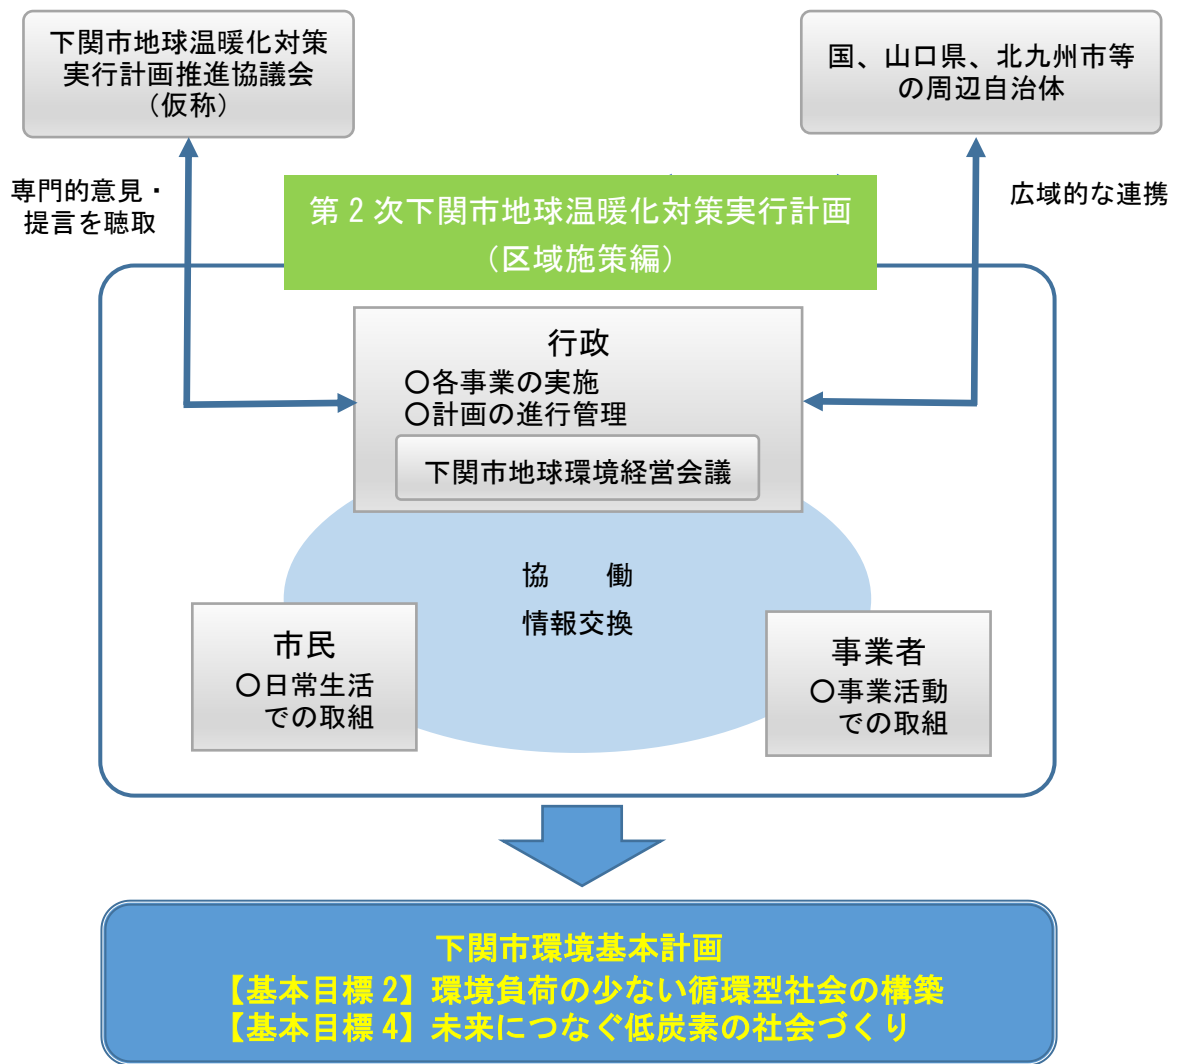 下関市地球温暖化対策
実行計画推進協議会
（仮称）
国、山口県、北九州市等
の周辺自治体
専門的意見・
提言を聴取
広域的な連携
第２次下関市地球温暖化対策実行計画
（区域施策編）
行政
○各事業の実施
○計画の進行管理
下関市地球環境経営会議
協　　働
情報交換
市民
○日常生活
での取組
事業者
○事業活動
での取組
下関市環境基本計画
【基本目標２】環境負荷の少ない循環型社会の構築
【基本目標４】未来につなぐ低炭素の社会づくり